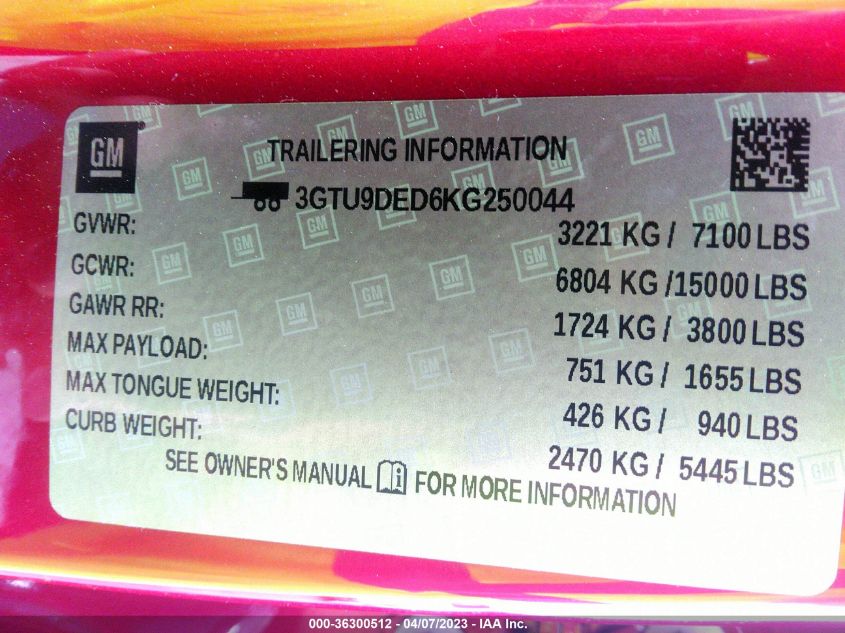 GM
TRAILERING INFORMATION
3GTU9DED6KG250044
GVWR: 3221 KG / 7100 LBS
GCWR: 6804 KG / 15000 LBS
GAWR RR: 1724 KG / 3800 LBS
MAX PAYLOAD: 751 KG / 1655 LBS
MAX TONGUE WEIGHT: 426 KG / 940 LBS
CURB WEIGHT: 2470 KG / 5445 LBS
SEE OWNER'S MANUAL i FOR MORE INFORMATION
000-36300512 - 04/07/2023 - IAA Inc.